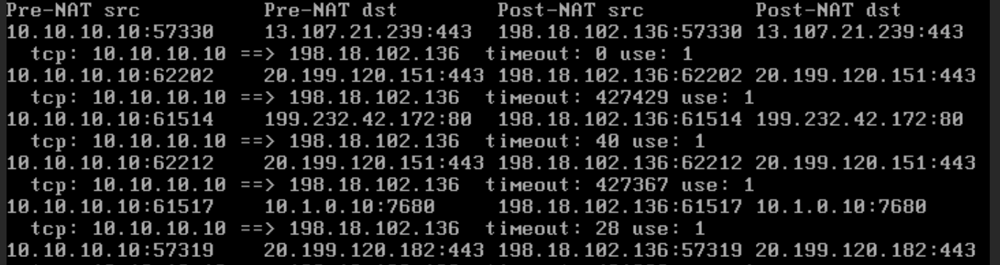 Pre-NAT src Pre-NAT dst Post-NAT src Post-NAT dst
10.10.10.10:57330 13.107.21.239:443 198.18.102.136:57330 13.107.21.239:443
tcp: 10.10.10.10 ==> 198.18.102.136 timeout: 0 use: 1
10.10.10.10:62202 20.199.120.151:443 198.18.102.136:62202 20.199.120.151:443
tcp: 10.10.10.10 ==> 198.18.102.136 timeout: 427429 use: 1
10.10.10.10:61514 199.232.42.172:80 198.18.102.136:61514 199.232.42.172:80
tcp: 10.10.10.10 ==> 198.18.102.136 timeout: 40 use: 1
10.10.10.10:62212 20.199.120.151:443 198.18.102.136:62212 20.199.120.151:443
tcp: 10.10.10.10 ==> 198.18.102.136 timeout: 427367 use: 1
10.10.10.10:61517 10.1.0.10:7680 198.18.102.136:61517 10.1.0.10:7680
tcp: 10.10.10.10 ==> 198.18.102.136 timeout: 28 use: 1
10.10.10.10:57319 20.199.120.182:443 198.18.102.136:57319 20.199.120.182:443